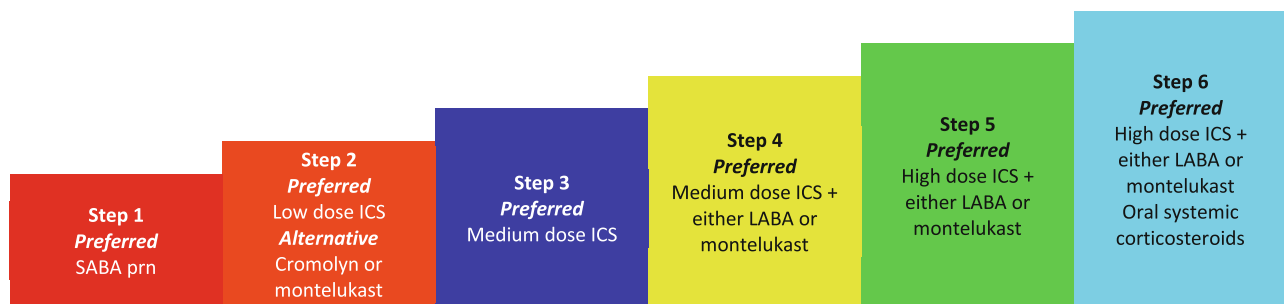 Step 1
Preferred
SABA prn
Step 2
Preferred
Low dose ICS
Alternative
Cromolyn or
montelukast
Step 3
Preferred
Medium dose ICS
Step 4
Preferred
Medium dose ICS +
either LABA or
montelukast
Step 5
Preferred
High dose ICS +
either LABA or
montelukast
Step 6
Preferred
High dose ICS +
either LABA or
montelukast
Oral systemic
corticosteroids